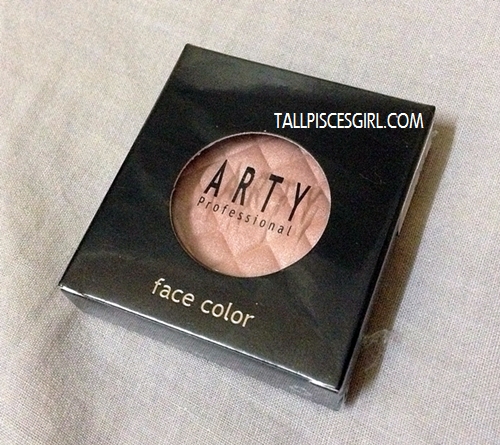 TALLPISCESGIRL.COM
ARTY
Professional
face color